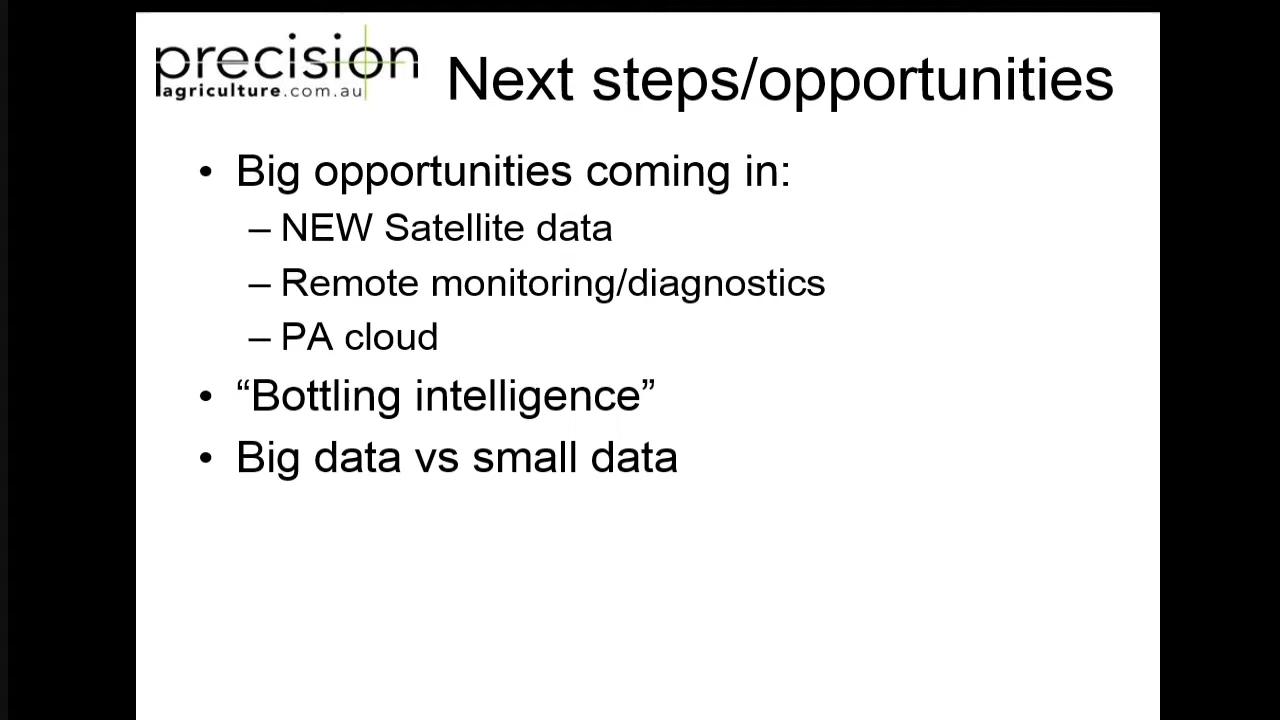 precision
agriculture.com.au
Next steps/opportunities
• Big opportunities coming in:
– NEW Satellite data
– Remote monitoring/diagnostics
– PA cloud
• “Bottling intelligence”
• Big data vs small data